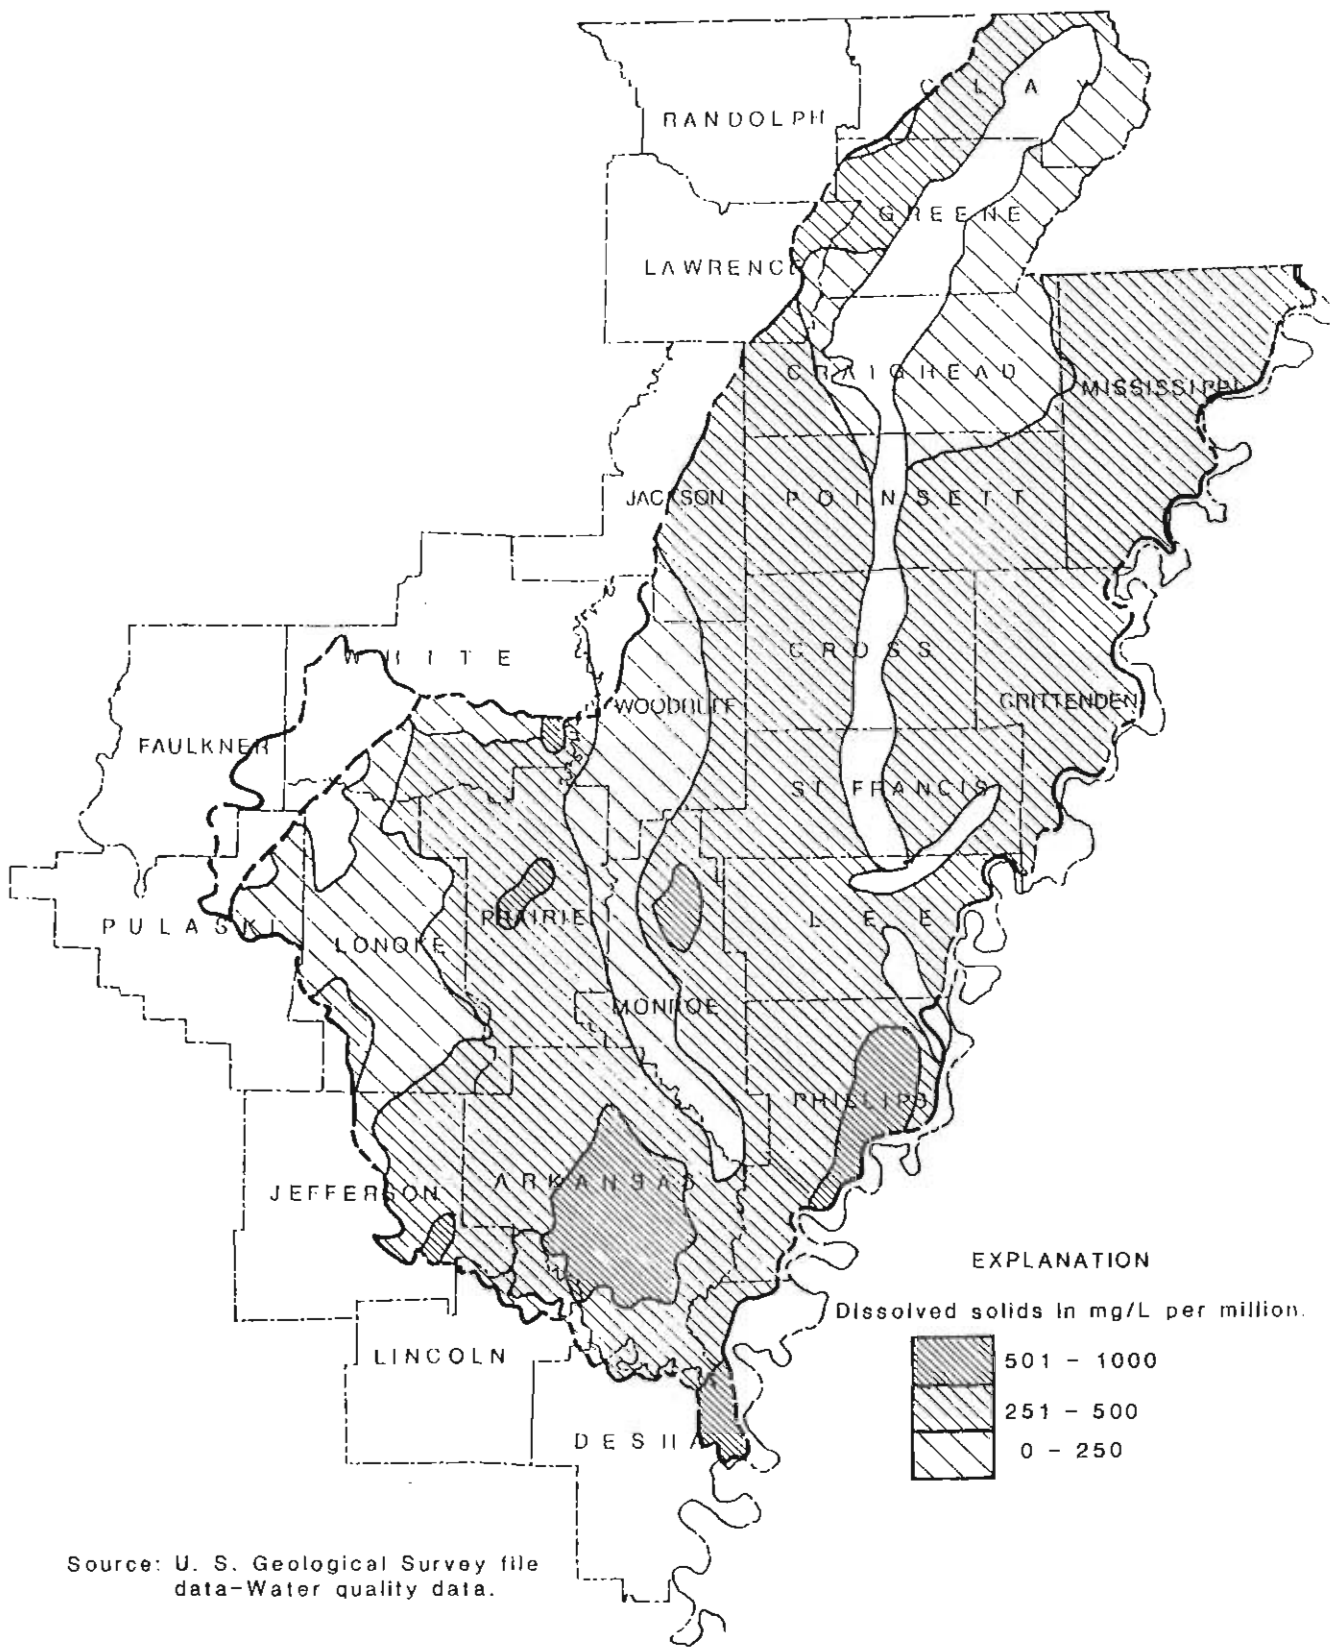 CLAY
RANDOLPH
GREENE
LAWRENCE
CRAIGHEAD
MISSISSIPPI
JACKSON
POINSETT
WHITE
CROSS
WOODRUFF
CRITTENDEN
FAULKNER
ST. FRANCIS
PULASKI
PRAIRIE
LEE
LONOKE
MONROE
PHILLIPS
ARKANSAS
JEFFERSON
LINCOLN
DESHA
EXPLANATION
Dissolved solids in mg/L per million.
501 - 1000
251 - 500
0 - 250
Source: U. S. Geological Survey file
data-Water quality data.